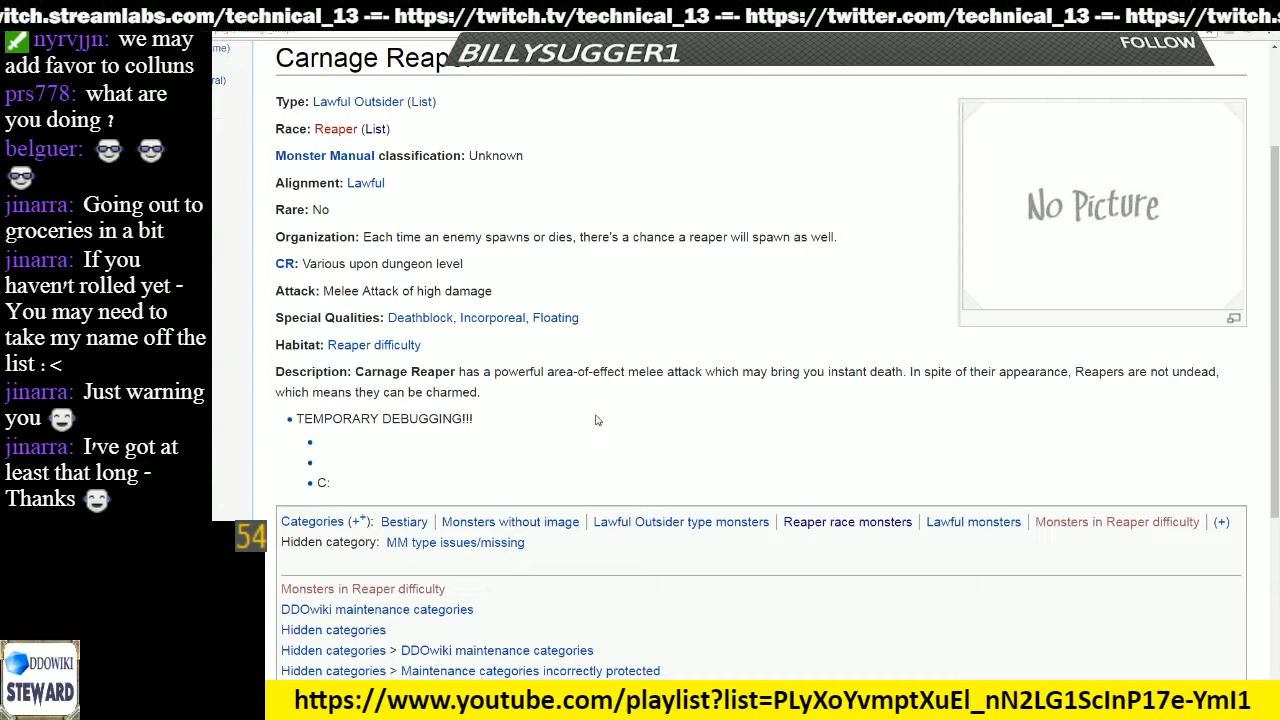 vitch.streamlabs.com/technical_13 -=- https://twitch.tv/technical_13 -=- https://twitter.com/technical_13 -=- https://twitch.s
nyrvjjn: we may
add favor to colluns
prs778: what are
you doing ?
belguer:
jinarra: Going out to
groceries in a bit
jinarra: If you
haven't rolled yet -
You may need to
take my name off the
list :<
jinarra: Just warning
you
jinarra: I've got at
least that long -
Thanks
BILLYSUGGER1
FOLLOW
Carnage Reaper
Type: Lawful Outsider (List)
Race: Reaper (List)
Monster Manual classification: Unknown
Alignment: Lawful
Rare: No
Organization: Each time an enemy spawns or dies, there's a chance a reaper will spawn as well.
CR: Various upon dungeon level
Attack: Melee Attack of high damage
Special Qualities: Deathblock, Incorporeal, Floating
Habitat: Reaper difficulty
Description: Carnage Reaper has a powerful area-of-effect melee attack which may bring you instant death. In spite of their appearance, Reapers are not undead,
which means they can be charmed.
No Picture
• TEMPORARY DEBUGGING!!!
•
•
• C:
Categories (+⁺): Bestiary | Monsters without image | Lawful Outsider type monsters | Reaper race monsters | Lawful monsters | Monsters in Reaper difficulty | (+)
Hidden category: MM type issues/missing
Monsters in Reaper difficulty
DDOwiki maintenance categories
Hidden categories
Hidden categories > DDOwiki maintenance categories
Hidden categories > Maintenance categories incorrectly protected
54
DDOWIKI
STEWARD
https://www.youtube.com/playlist?list=PLyXoYvmptXuEl_nN2LG1ScInP17e-YmI1